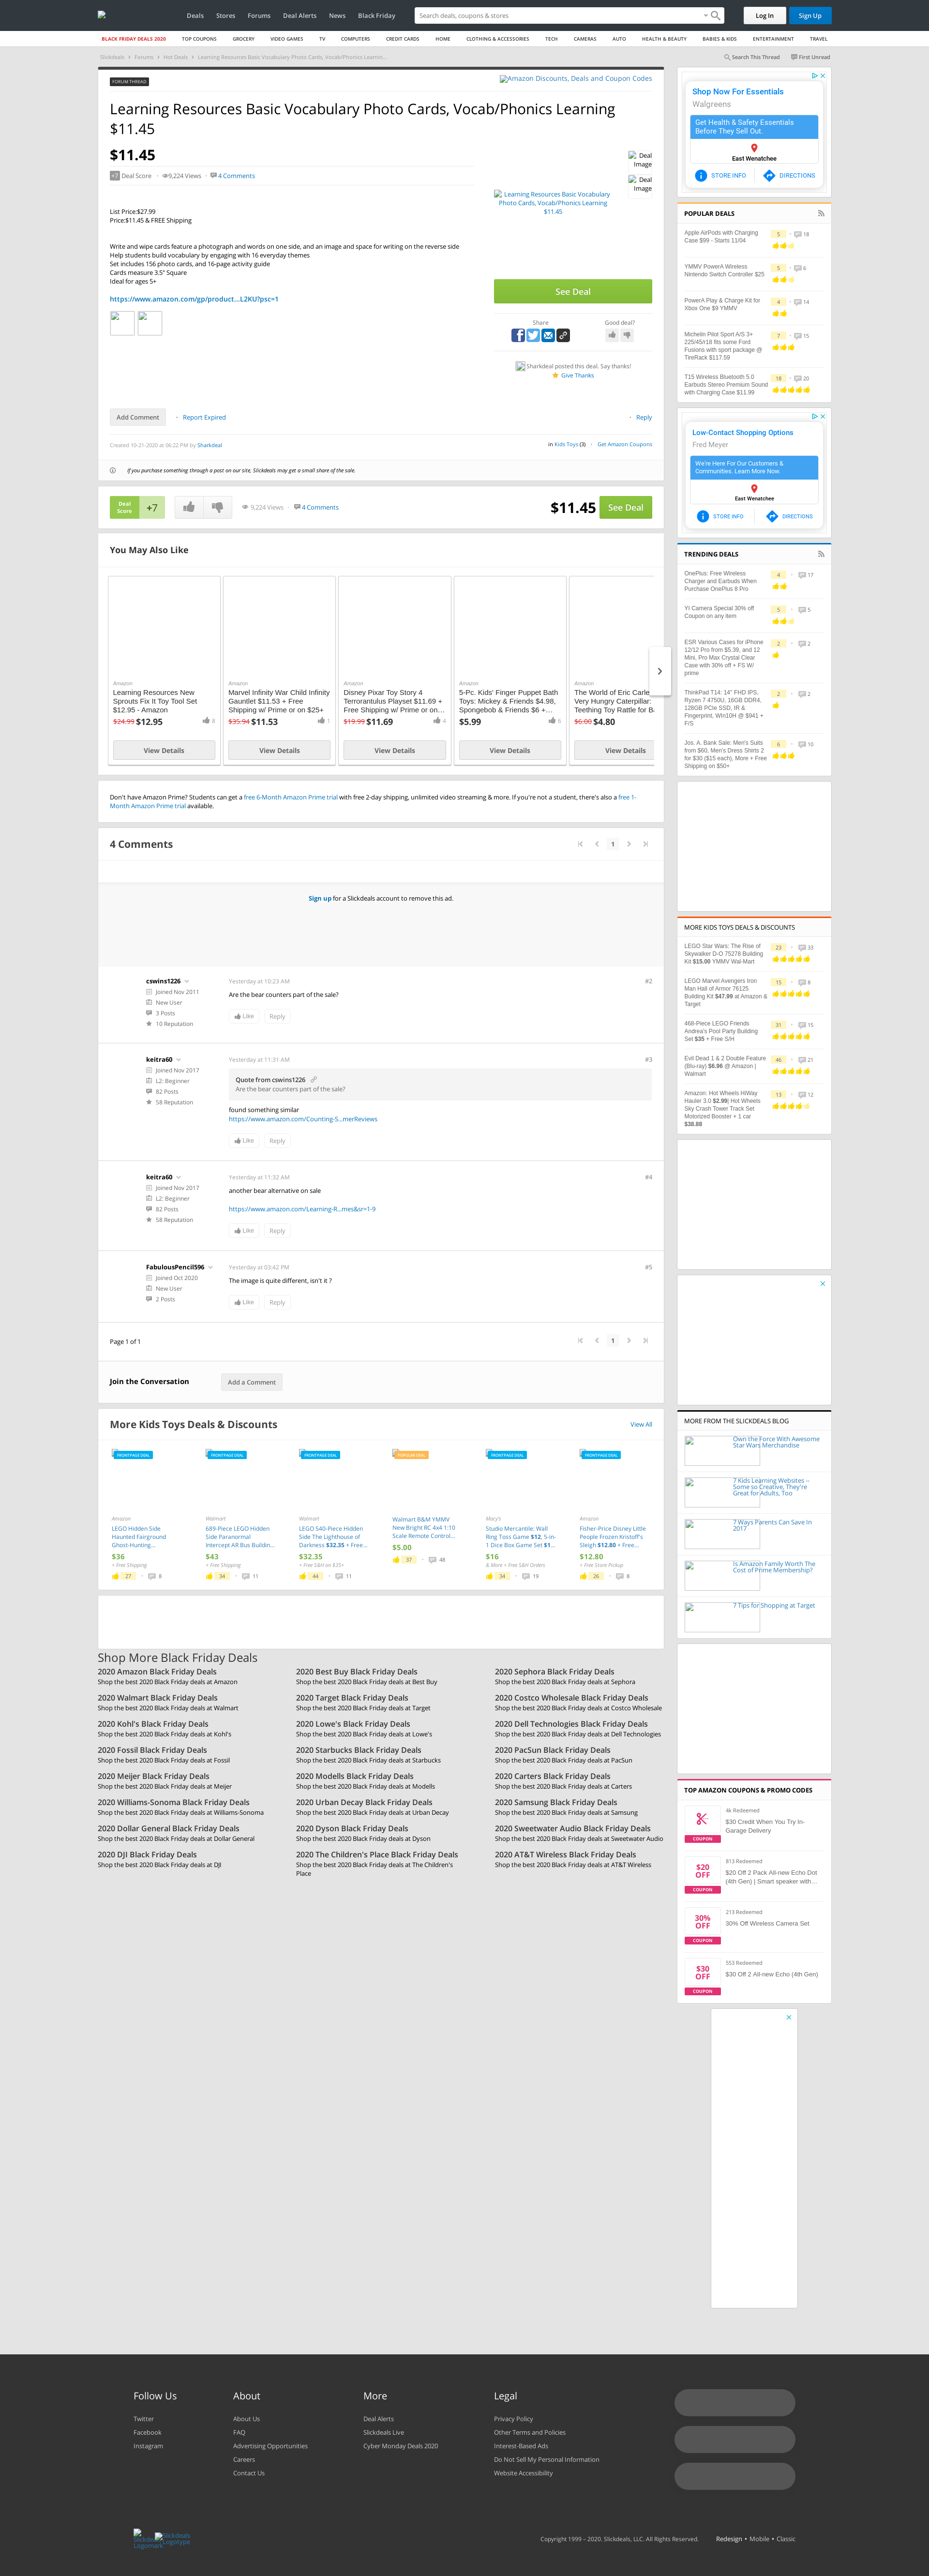 Deals
Stores
Forums
Deal Alerts
News
Black Friday
Search deals, coupons & stores
Log In
Sign Up
BLACK FRIDAY DEALS 2020
TOP COUPONS
GROCERY
VIDEO GAMES
TV
COMPUTERS
CREDIT CARDS
HOME
CLOTHING & ACCESSORIES
TECH
CAMERAS
AUTO
HEALTH & BEAUTY
BABIES & KIDS
ENTERTAINMENT
TRAVEL
Slickdeals
Forums
Hot Deals
Learning Resources Basic Vocabulary Photo Cards, Vocab/Phonics Learnin...
Search This Thread
First Unread
FORUM THREAD
Amazon Discounts, Deals and Coupon Codes
Learning Resources Basic Vocabulary Photo Cards, Vocab/Phonics Learning
$11.45
$11.45
+7 Deal Score
9,224 Views
4 Comments
List Price:$27.99
Price:$11.45 & FREE Shipping
Write and wipe cards feature a photograph and words on one side, and an image and space for writing on the reverse side
Help students build vocabulary by engaging with 16 everyday themes
Set includes 156 photo cards, and 16-page activity guide
Cards measure 3.5" Square
Ideal for ages 5+
https://www.amazon.com/gp/product...L2KU?psc=1
Learning Resources Basic Vocabulary
Photo Cards, Vocab/Phonics Learning
$11.45
Deal
Image
Deal
Image
See Deal
Share
Good deal?
Sharkdeal posted this deal. Say thanks!
Give Thanks
Add Comment
Report Expired
Reply
Created 10-21-2020 at 06:22 PM by Sharkdeal
in Kids Toys (3)
Get Amazon Coupons
If you purchase something through a post on our site, Slickdeals may get a small share of the sale.
Deal
Score
+7
9,224 Views
4 Comments
$11.45
See Deal
You May Also Like
Amazon
Learning Resources New
Sprouts Fix It Toy Tool Set
$12.95 - Amazon
$24.99 $12.95
8
View Details
Amazon
Marvel Infinity War Child Infinity
Gauntlet $11.53 + Free
Shipping w/ Prime or on $25+
$35.94 $11.53
1
View Details
Amazon
Disney Pixar Toy Story 4
Terrorantulus Playset $11.69 +
Free Shipping w/ Prime or on...
$19.99 $11.69
4
View Details
Amazon
5-Pc. Kids' Finger Puppet Bath
Toys: Mickey & Friends $4.98,
Spongebob & Friends $6 +...
$5.99
6
View Details
Amazon
The World of Eric Carle
Very Hungry Caterpillar:
Teething Toy Rattle for Ba
$6.00 $4.80
View Details
Don't have Amazon Prime? Students can get a free 6-Month Amazon Prime trial with free 2-day shipping, unlimited video streaming & more. If you're not a student, there's also a free 1-
Month Amazon Prime trial available.
4 Comments
1
Sign up for a Slickdeals account to remove this ad.
cswins1226
Joined Nov 2011
New User
3 Posts
10 Reputation
Yesterday at 10:23 AM
#2
Are the bear counters part of the sale?
Like
Reply
keitra60
Joined Nov 2017
L2: Beginner
82 Posts
58 Reputation
Yesterday at 11:31 AM
#3
Quote from cswins1226
Are the bear counters part of the sale?
found something similar
https://www.amazon.com/Counting-S...merReviews
Like
Reply
keitra60
Joined Nov 2017
L2: Beginner
82 Posts
58 Reputation
Yesterday at 11:32 AM
#4
another bear alternative on sale
https://www.amazon.com/Learning-R...mes&sr=1-9
Like
Reply
FabulousPencil596
Joined Oct 2020
New User
2 Posts
Yesterday at 03:42 PM
#5
The image is quite different, isn't it ?
Like
Reply
Page 1 of 1
1
Join the Conversation
Add a Comment
More Kids Toys Deals & Discounts
View All
FRONTPAGE DEAL
Amazon
LEGO Hidden Side
Haunted Fairground
Ghost-Hunting...
$36
+ Free Shipping
27
8
FRONTPAGE DEAL
Walmart
689-Piece LEGO Hidden
Side Paranormal
Intercept AR Bus Buildin...
$43
+ Free Shipping
34
11
FRONTPAGE DEAL
Walmart
LEGO 540-Piece Hidden
Side The Lighthouse of
Darkness $32.35 + Free...
$32.35
+ Free S&H on $35+
44
11
POPULAR DEAL
Walmart B&M YMMV
New Bright RC 4x4 1:10
Scale Remote Control...
$5.00
37
48
FRONTPAGE DEAL
Macy's
Studio Mercantile: Wall
Ring Toss Game $12, 5-in-
1 Dice Box Game Set $1...
$16
& More + Free S&H Orders
34
19
FRONTPAGE DEAL
Amazon
Fisher-Price Disney Little
People Frozen Kristoff's
Sleigh $12.80 + Free...
$12.80
+ Free Store Pickup
26
8
Shop More Black Friday Deals
2020 Amazon Black Friday Deals
Shop the best 2020 Black Friday deals at Amazon
2020 Best Buy Black Friday Deals
Shop the best 2020 Black Friday deals at Best Buy
2020 Sephora Black Friday Deals
Shop the best 2020 Black Friday deals at Sephora
2020 Walmart Black Friday Deals
Shop the best 2020 Black Friday deals at Walmart
2020 Target Black Friday Deals
Shop the best 2020 Black Friday deals at Target
2020 Costco Wholesale Black Friday Deals
Shop the best 2020 Black Friday deals at Costco Wholesale
2020 Kohl's Black Friday Deals
Shop the best 2020 Black Friday deals at Kohl's
2020 Lowe's Black Friday Deals
Shop the best 2020 Black Friday deals at Lowe's
2020 Dell Technologies Black Friday Deals
Shop the best 2020 Black Friday deals at Dell Technologies
2020 Fossil Black Friday Deals
Shop the best 2020 Black Friday deals at Fossil
2020 Starbucks Black Friday Deals
Shop the best 2020 Black Friday deals at Starbucks
2020 PacSun Black Friday Deals
Shop the best 2020 Black Friday deals at PacSun
2020 Meijer Black Friday Deals
Shop the best 2020 Black Friday deals at Meijer
2020 Modells Black Friday Deals
Shop the best 2020 Black Friday deals at Modells
2020 Carters Black Friday Deals
Shop the best 2020 Black Friday deals at Carters
2020 Williams-Sonoma Black Friday Deals
Shop the best 2020 Black Friday deals at Williams-Sonoma
2020 Urban Decay Black Friday Deals
Shop the best 2020 Black Friday deals at Urban Decay
2020 Samsung Black Friday Deals
Shop the best 2020 Black Friday deals at Samsung
2020 Dollar General Black Friday Deals
Shop the best 2020 Black Friday deals at Dollar General
2020 Dyson Black Friday Deals
Shop the best 2020 Black Friday deals at Dyson
2020 Sweetwater Audio Black Friday Deals
Shop the best 2020 Black Friday deals at Sweetwater Audio
2020 DJI Black Friday Deals
Shop the best 2020 Black Friday deals at DJI
2020 The Children's Place Black Friday Deals
Shop the best 2020 Black Friday deals at The Children's
Place
2020 AT&T Wireless Black Friday Deals
Shop the best 2020 Black Friday deals at AT&T Wireless
Shop Now For Essentials
Walgreens
Get Health & Safety Essentials
Before They Sell Out.
East Wenatchee
STORE INFO
DIRECTIONS
POPULAR DEALS
Apple AirPods with Charging
Case $99 - Starts 11/04
5
18
YMMV PowerA Wireless
Nintendo Switch Controller $25
5
6
PowerA Play & Charge Kit for
Xbox One $9 YMMV
4
14
Michelin Pilot Sport A/S 3+
225/45/r18 fits some Ford
Fusions with sport package @
TireRack $117.59
7
15
T15 Wireless Bluetooth 5.0
Earbuds Stereo Premium Sound
with Charging Case $11.99
18
20
Low-Contact Shopping Options
Fred Meyer
We're Here For Our Customers &
Communities. Learn More Now.
East Wenatchee
STORE INFO
DIRECTIONS
TRENDING DEALS
OnePlus: Free Wireless
Charger and Earbuds When
Purchase OnePlus 8 Pro
4
17
YI Camera Special 30% off
Coupon on any item
5
5
ESR Various Cases for iPhone
12/12 Pro from $5.39, and 12
Mini, Pro Max Crystal Clear
Case with 30% off + FS W/
prime
2
2
ThinkPad T14: 14" FHD IPS,
Ryzen 7 4750U, 16GB DDR4,
128GB PCIe SSD, IR &
Fingerprint, Win10H @ $941 +
F/S
2
2
Jos. A. Bank Sale: Men's Suits
from $60, Men's Dress Shirts 2
for $30 ($15 each), More + Free
Shipping on $50+
6
10
MORE KIDS TOYS DEALS & DISCOUNTS
LEGO Star Wars: The Rise of
Skywalker D-O 75278 Building
Kit $15.00 YMMV Wal-Mart
23
33
LEGO Marvel Avengers Iron
Man Hall of Armor 76125
Building Kit $47.99 at Amazon &
Target
15
8
468-Piece LEGO Friends
Andrea's Pool Party Building
Set $35 + Free S/H
31
15
Evil Dead 1 & 2 Double Feature
(Blu-ray) $6.96 @ Amazon |
Walmart
46
21
Amazon: Hot Wheels HiWay
Hauler 3.0 $2.99| Hot Wheels
Sky Crash Tower Track Set
Motorized Booster + 1 car
$38.88
13
12
MORE FROM THE SLICKDEALS BLOG
Own the Force With Awesome
Star Wars Merchandise
7 Kids Learning Websites --
Some so Creative, They're
Great for Adults, Too
7 Ways Parents Can Save In
2017
Is Amazon Family Worth The
Cost of Prime Membership?
7 Tips for Shopping at Target
TOP AMAZON COUPONS & PROMO CODES
COUPON
4k Redeemed
$30 Credit When You Try In-
Garage Delivery
$20
OFF
COUPON
813 Redeemed
$20 Off 2 Pack All-new Echo Dot
(4th Gen) | Smart speaker with...
30%
OFF
COUPON
213 Redeemed
30% Off Wireless Camera Set
$30
OFF
COUPON
553 Redeemed
$30 Off 2 All-new Echo (4th Gen)
Follow Us
Twitter
Facebook
Instagram
About
About Us
FAQ
Advertising Opportunities
Careers
Contact Us
More
Deal Alerts
Slickdeals Live
Cyber Monday Deals 2020
Legal
Privacy Policy
Other Terms and Policies
Interest-Based Ads
Do Not Sell My Personal Information
Website Accessibility
Slickdeals
Logomark
Slickdeals
Logotype
Copyright 1999 – 2020. Slickdeals, LLC. All Rights Reserved.
Redesign • Mobile • Classic